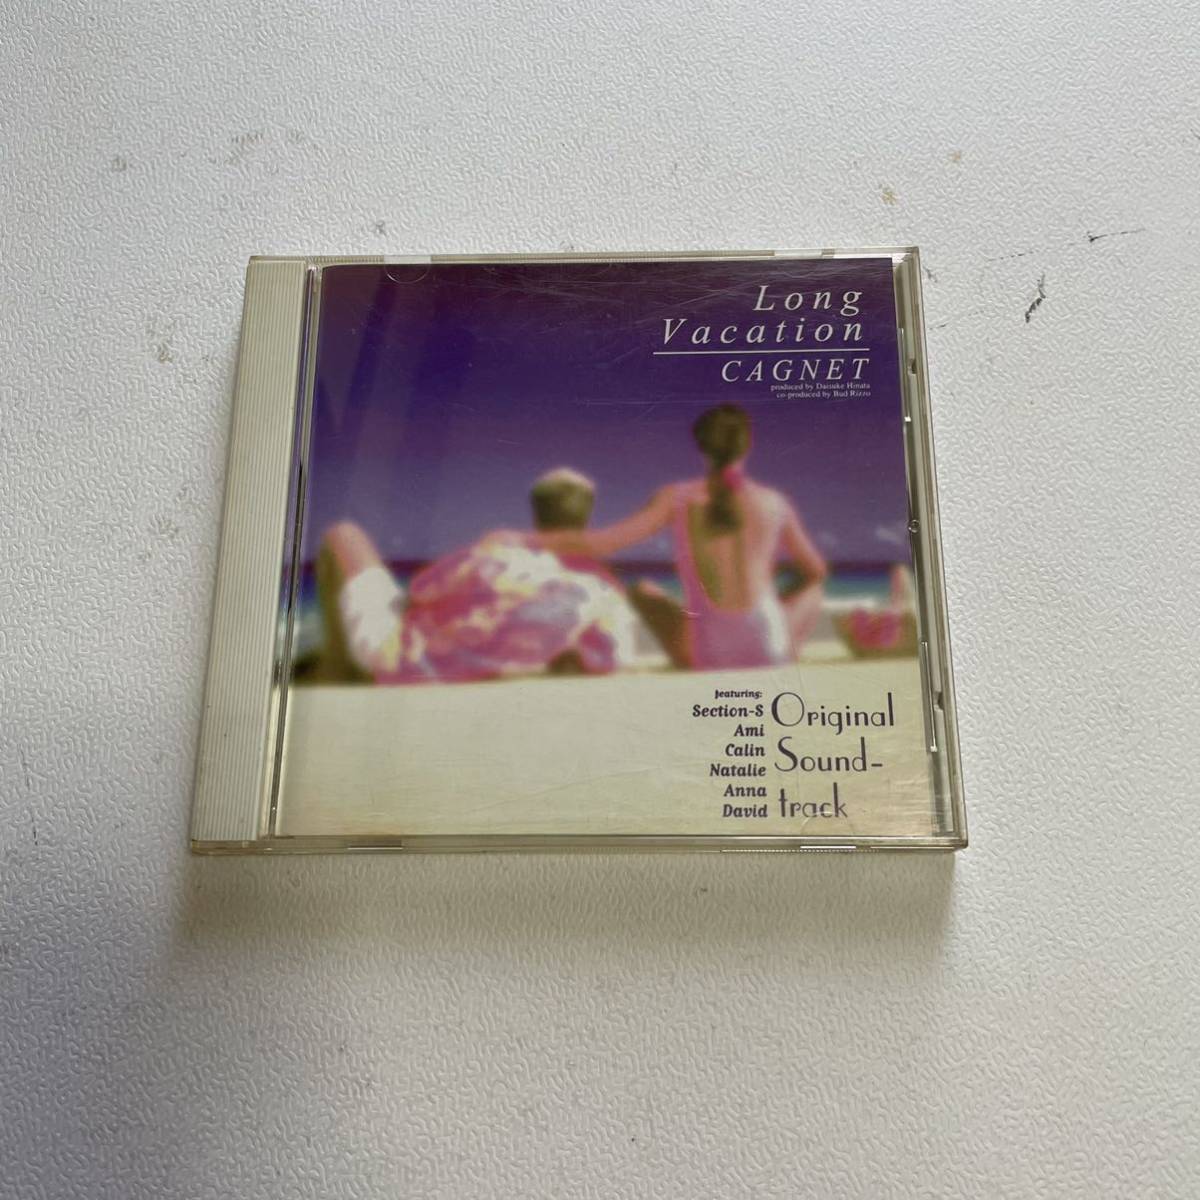 Long
Vacation
CAGNET
produced by Daisuke Hinata
co-produced by Bud Rizzo
featuring:
Section-S
Ami
Calin
Natalie
Anna
David
Original
Sound-
track